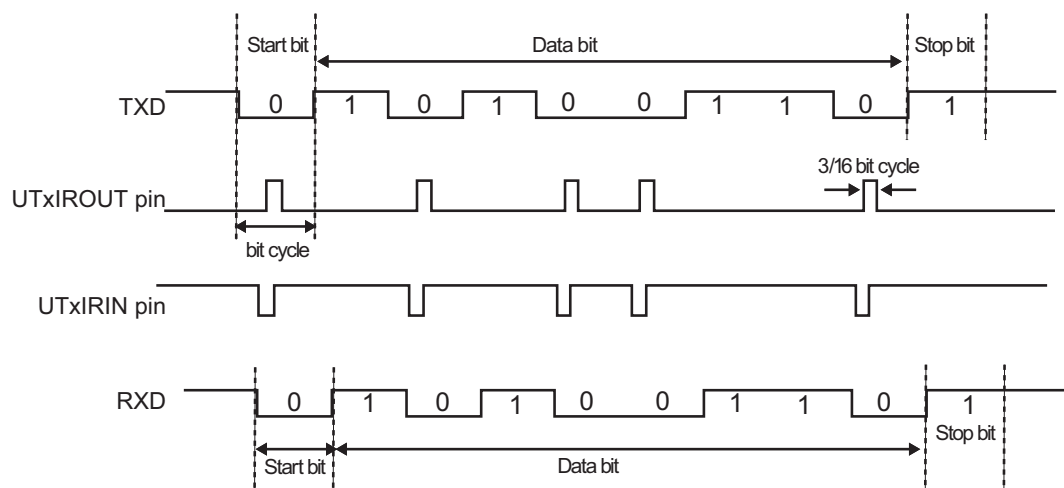 Start bit Data bit Stop bit
TXD 0 1 0 1 0 0 1 1 0 1
3/16 bit cycle
UTxIROUT pin
bit cycle
UTxIRIN pin
RXD 0 1 0 1 0 0 1 1 0 1
Stop bit
Start bit Data bit